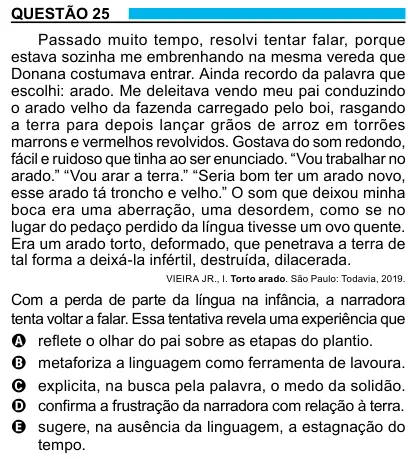 QUESTÃO 25
Passado muito tempo, resolvi tentar falar, porque
estava sozinha me embrenhando na mesma vereda que
Donana costumava entrar. Ainda recordo da palavra que
escolhi: arado. Me deleitava vendo meu pai conduzindo
o arado velho da fazenda carregado pelo boi, rasgando
a terra para depois lançar grãos de arroz em torrões
marrons e vermelhos revolvidos. Gostava do som redondo,
fácil e ruidoso que tinha ao ser enunciado. “Vou trabalhar no
arado.” “Vou arar a terra.” “Seria bom ter um arado novo,
esse arado tá troncho e velho.” O som que deixou minha
boca era uma aberração, uma desordem, como se no
lugar do pedaço perdido da língua tivesse um ovo quente.
Era um arado torto, deformado, que penetrava a terra de
tal forma a deixá-la infértil, destruída, dilacerada.
VIEIRA JR., I. Torto arado. São Paulo: Todavia, 2019.
Com a perda de parte da língua na infância, a narradora
tenta voltar a falar. Essa tentativa revela uma experiência que
A reflete o olhar do pai sobre as etapas do plantio.
B metaforiza a linguagem como ferramenta de lavoura.
C explicita, na busca pela palavra, o medo da solidão.
D confirma a frustração da narradora com relação à terra.
E sugere, na ausência da linguagem, a estagnação do
tempo.